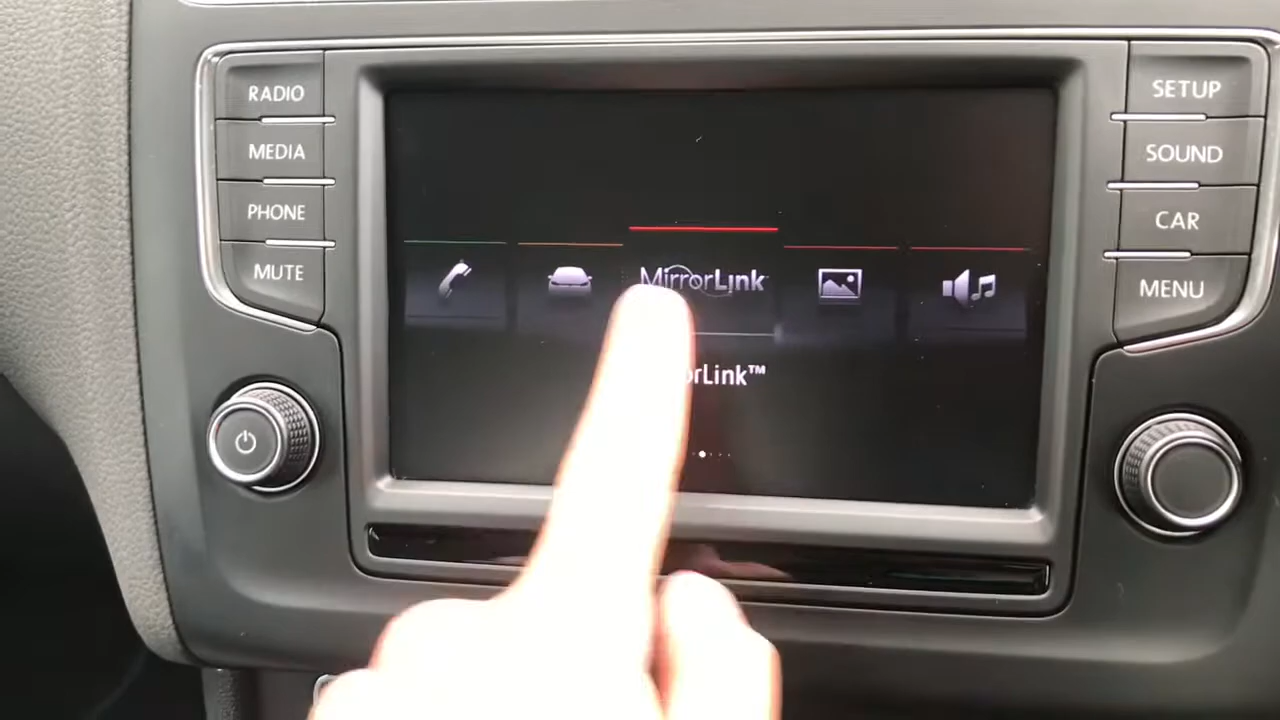 RADIO
MEDIA
PHONE
MUTE
MirrorLink
rLink™
SETUP
SOUND
CAR
MENU